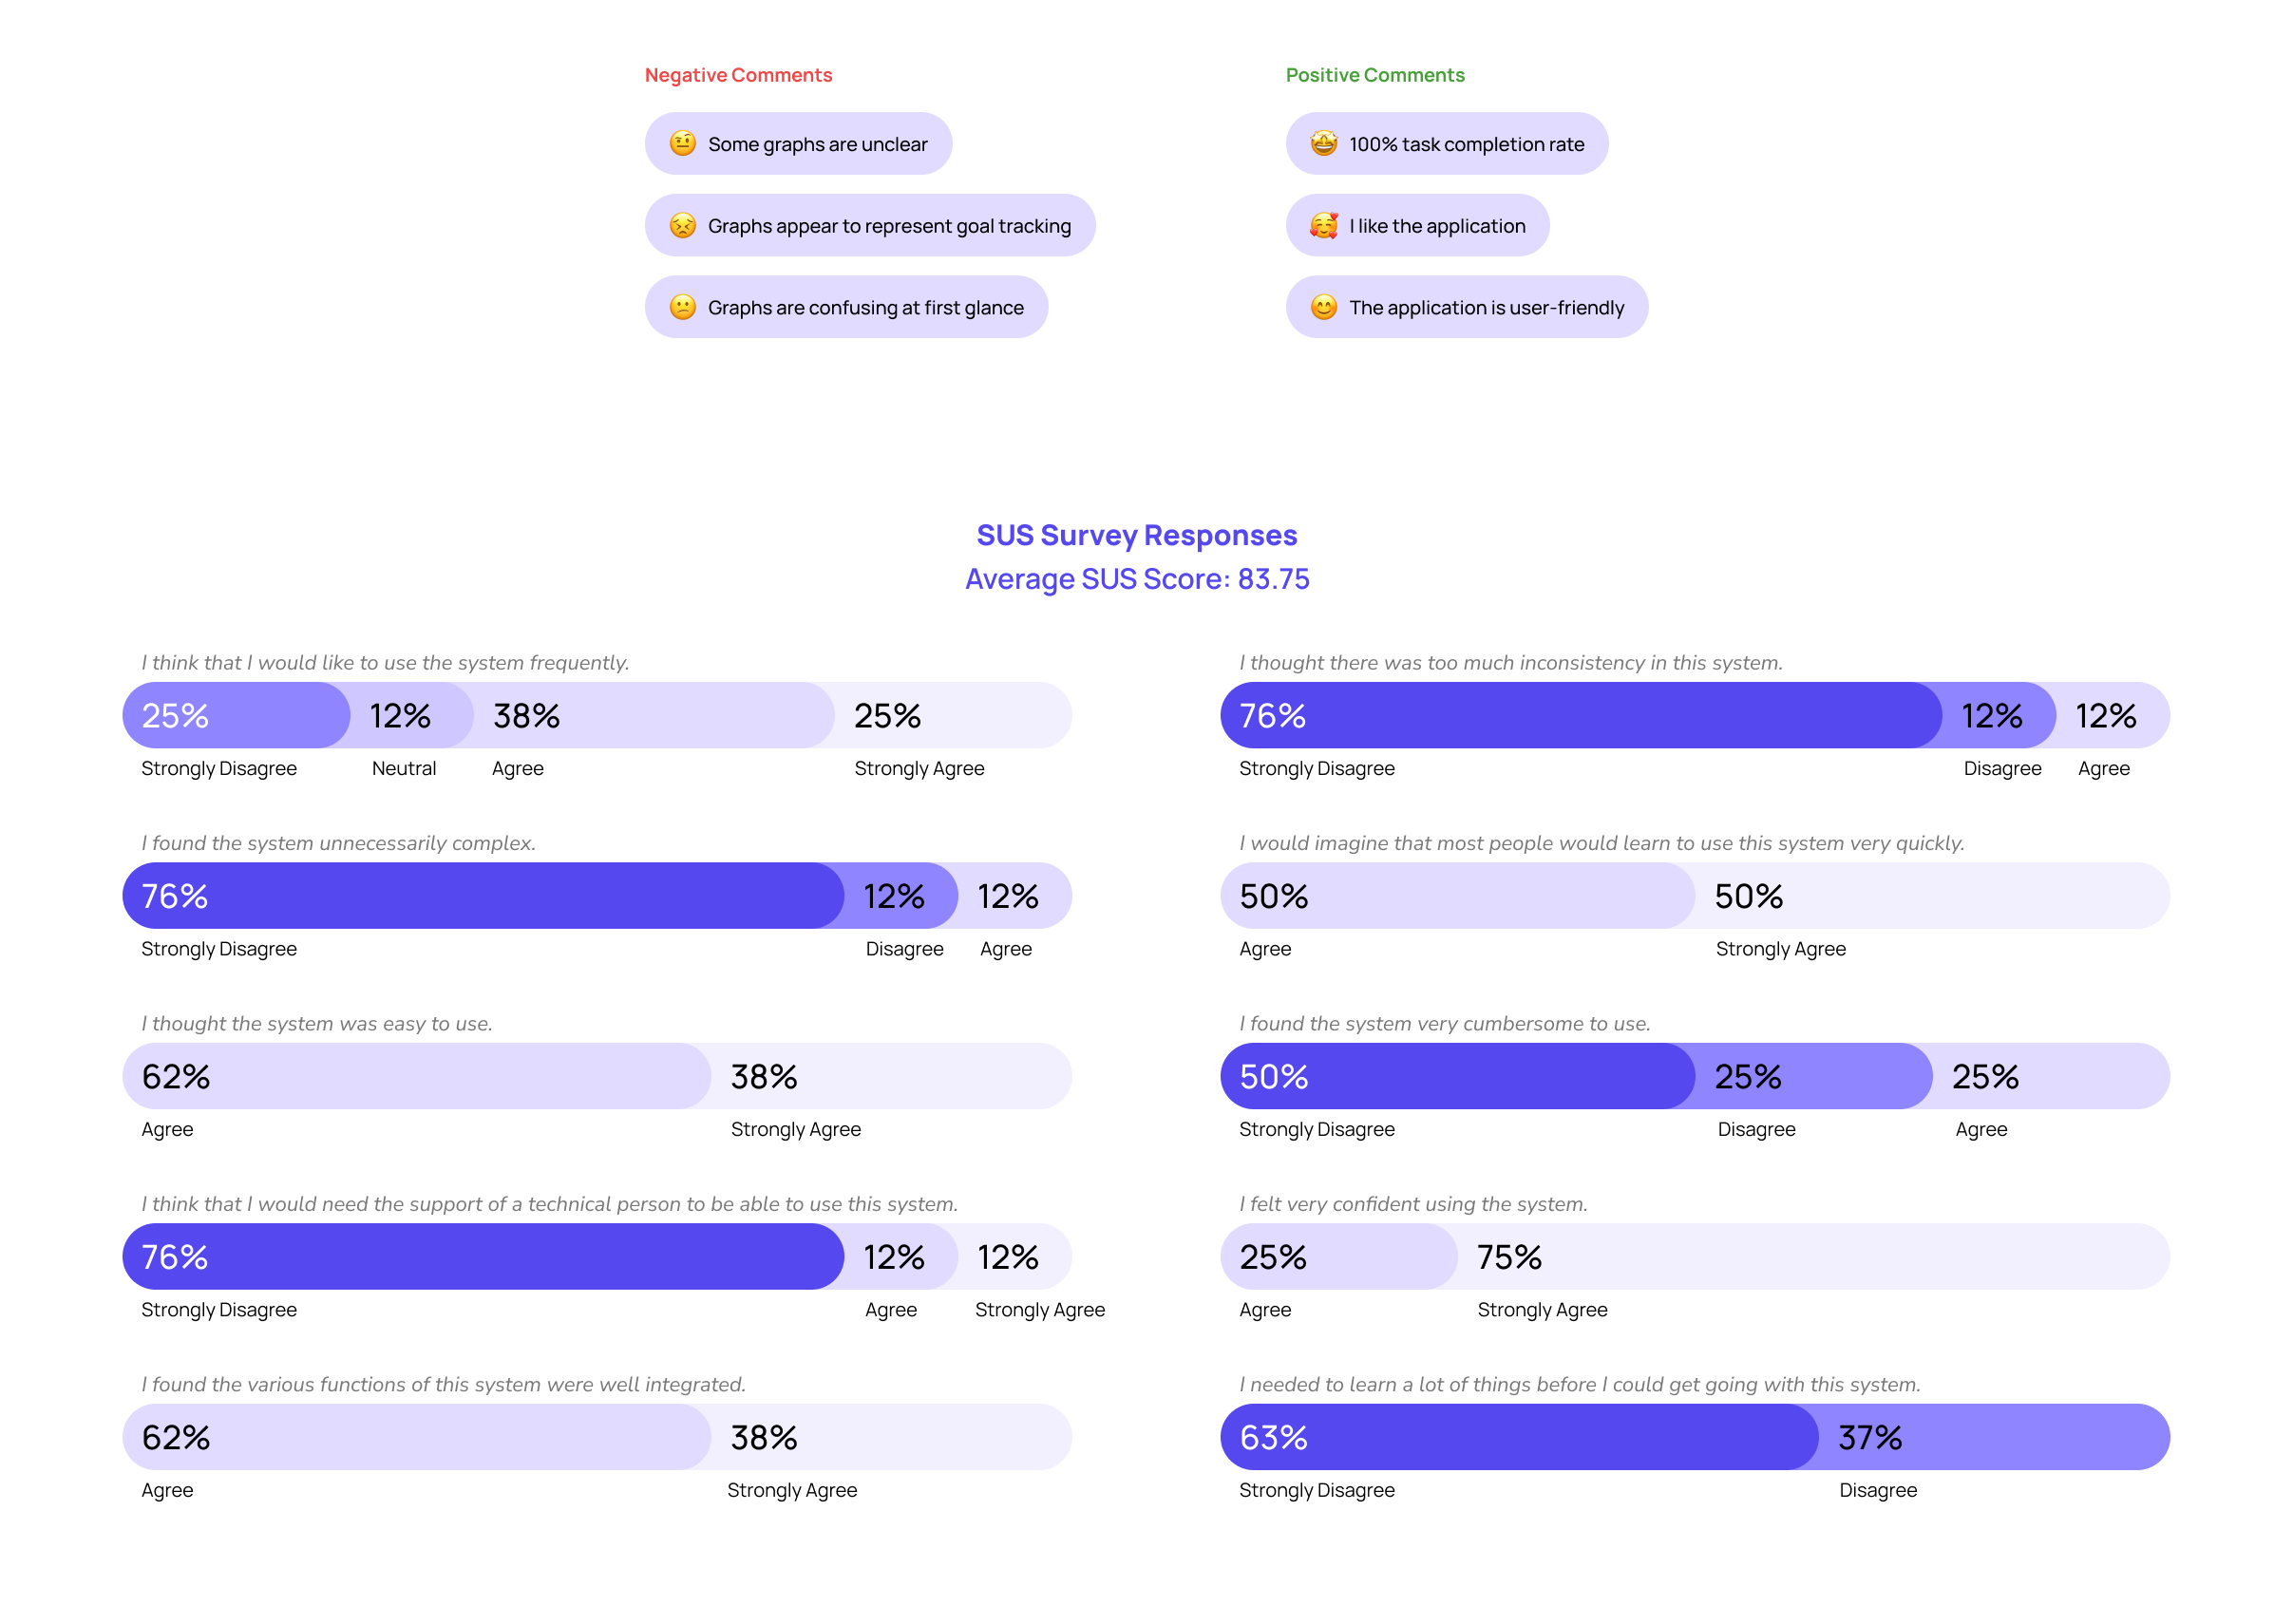 Negative Comments
Some graphs are unclear
Graphs appear to represent goal tracking
Graphs are confusing at first glance
Positive Comments
100% task completion rate
I like the application
The application is user-friendly
SUS Survey Responses
Average SUS Score: 83.75
I think that I would like to use the system frequently.
25% 12% 38% 25%
Strongly Disagree Neutral Agree Strongly Agree
I found the system unnecessarily complex.
76% 12% 12%
Strongly Disagree Disagree Agree
I thought the system was easy to use.
62% 38%
Agree Strongly Agree
I think that I would need the support of a technical person to be able to use this system.
76% 12% 12%
Strongly Disagree Agree Strongly Agree
I found the various functions of this system were well integrated.
62% 38%
Agree Strongly Agree
I thought there was too much inconsistency in this system.
76% 12% 12%
Strongly Disagree Disagree Agree
I would imagine that most people would learn to use this system very quickly.
50% 50%
Agree Strongly Agree
I found the system very cumbersome to use.
50% 25% 25%
Strongly Disagree Disagree Agree
I felt very confident using the system.
25% 75%
Agree Strongly Agree
I needed to learn a lot of things before I could get going with this system.
63% 37%
Strongly Disagree Disagree